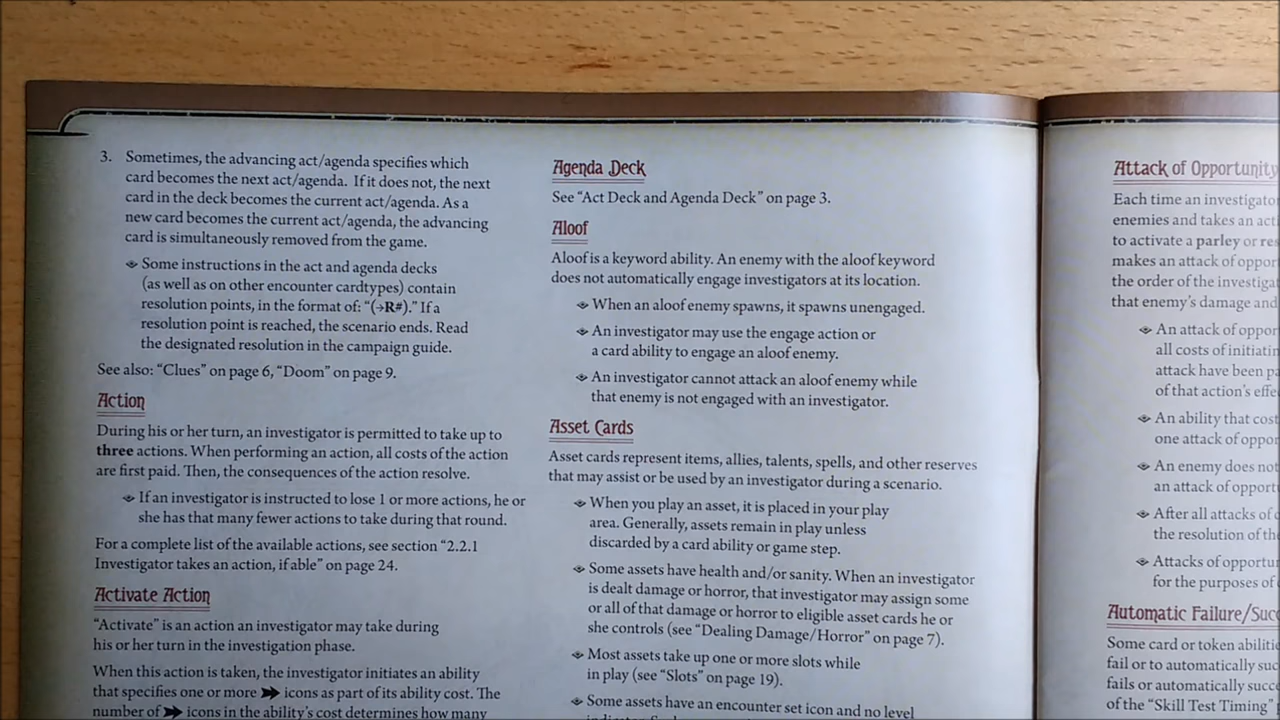 3. Sometimes, the advancing act/agenda specifies which
card becomes the next act/agenda. If it does not, the next
card in the deck becomes the current act/agenda. As a
new card becomes the current act/agenda, the advancing
card is simultaneously removed from the game.
Some instructions in the act and agenda decks
(as well as on other encounter cardtypes) contain
resolution points, in the format of: “(→R#).” If a
resolution point is reached, the scenario ends. Read
the designated resolution in the campaign guide.
See also: “Clues” on page 6, “Doom” on page 9.
Action
During his or her turn, an investigator is permitted to take up to
three actions. When performing an action, all costs of the action
are first paid. Then, the consequences of the action resolve.
If an investigator is instructed to lose 1 or more actions, he or
she has that many fewer actions to take during that round.
For a complete list of the available actions, see section “2.2.1
Investigator takes an action, if able” on page 24.
Activate Action
“Activate” is an action an investigator may take during
his or her turn in the investigation phase.
When this action is taken, the investigator initiates an ability
that specifies one or more icons as part of its ability cost. The
number of icons in the ability's cost determines how many
Agenda Deck
See “Act Deck and Agenda Deck” on page 3.
Aloof
Aloof is a keyword ability. An enemy with the aloof keyword
does not automatically engage investigators at its location.
When an aloof enemy spawns, it spawns unengaged.
An investigator may use the engage action or
a card ability to engage an aloof enemy.
An investigator cannot attack an aloof enemy while
that enemy is not engaged with an investigator.
Asset Cards
Asset cards represent items, allies, talents, spells, and other reserves
that may assist or be used by an investigator during a scenario.
When you play an asset, it is placed in your play
area. Generally, assets remain in play unless
discarded by a card ability or game step.
Some assets have health and/or sanity. When an investigator
is dealt damage or horror, that investigator may assign some
or all of that damage or horror to eligible asset cards he or
she controls (see “Dealing Damage/Horror” on page 7).
Most assets take up one or more slots while
in play (see “Slots” on page 19).
Some assets have an encounter set icon and no level
Attack of Opportunity
Each time an investigator
enemies and takes an
to activate a parley or
makes an attack of
the order of the
that enemy's damage and
An attack of
all costs of
attack have been
of that action's
An ability that
one attack of
An enemy does not
an attack of
After all attacks of
the resolution of
Attacks of
for the purposes of
Automatic Failure/
Some card or token
fail or to automatically
fails or automatically
of the “Skill Test Timing”